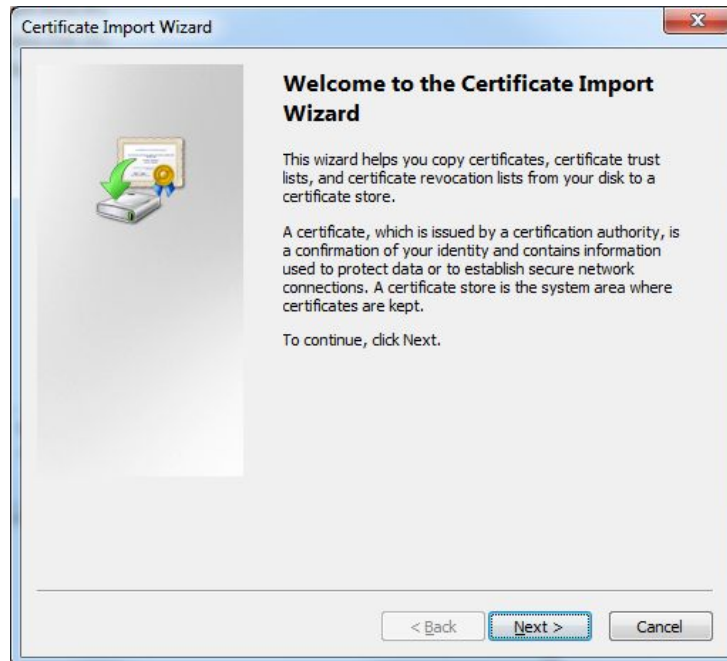 Certificate Import Wizard
Welcome to the Certificate Import
Wizard
This wizard helps you copy certificates, certificate trust
lists, and certificate revocation lists from your disk to a
certificate store.
A certificate, which is issued by a certification authority, is
a confirmation of your identity and contains information
used to protect data or to establish secure network
connections. A certificate store is the system area where
certificates are kept.
To continue, click Next.
< Back Next > Cancel